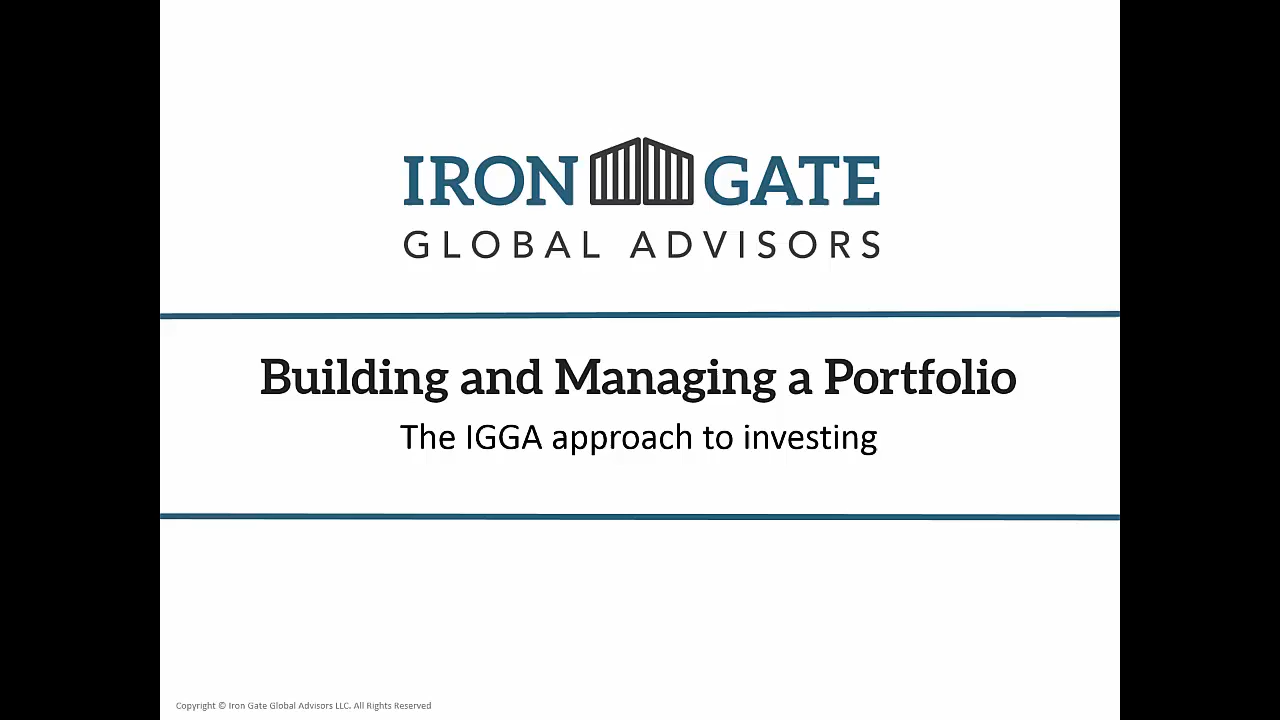 IRON GATE
GLOBAL ADVISORS
Building and Managing a Portfolio
The IGGA approach to investing
Copyright © Iron Gate Global Advisors LLC. All Rights Reserved